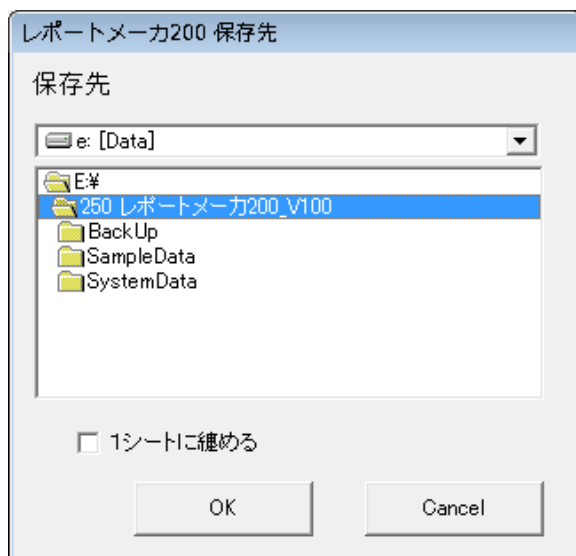 レポートメーカ200 保存先
保存先
e: [Data]
E:¥
250 レポートメーカ200_V100
BackUp
SampleData
SystemData
1シートに纏める
OK Cancel